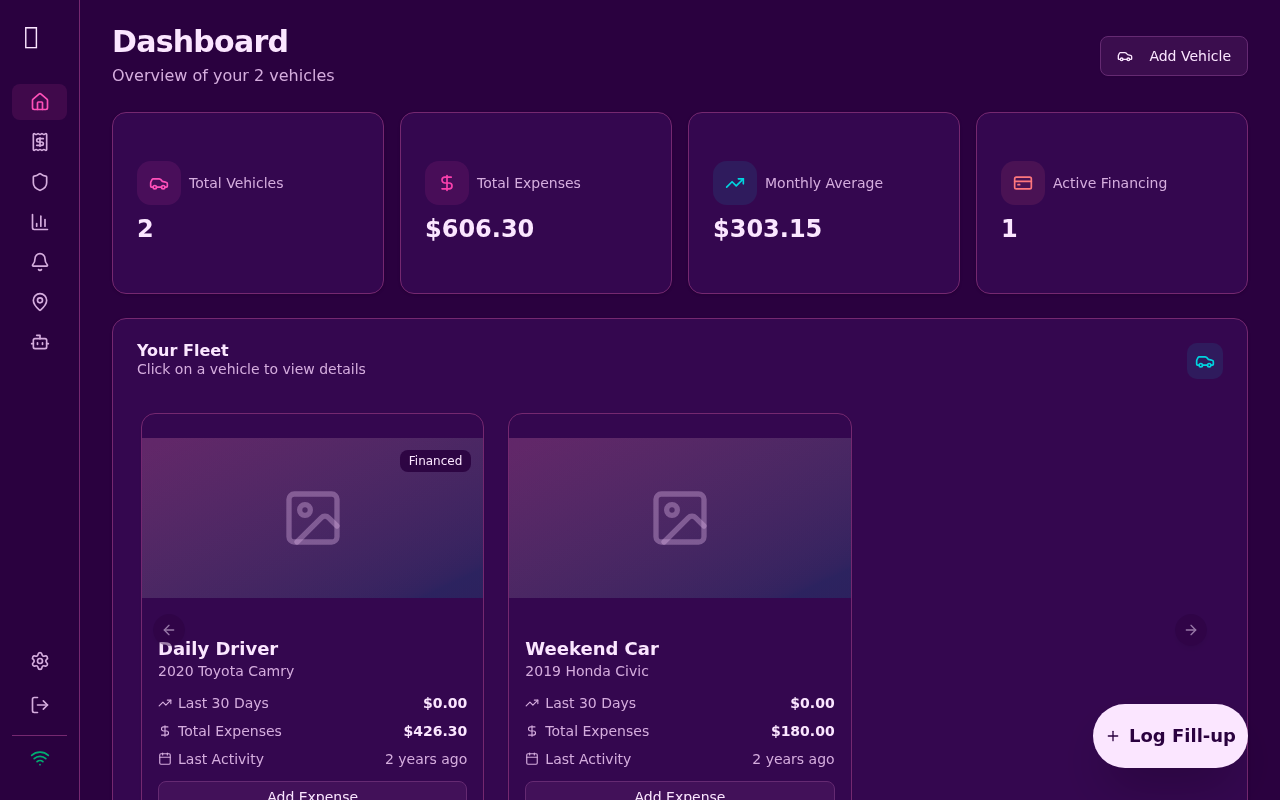 Dashboard
Overview of your 2 vehicles
Add Vehicle
Total Vehicles
2
Total Expenses
$606.30
Monthly Average
$303.15
Active Financing
1
Your Fleet
Click on a vehicle to view details
Financed
Daily Driver
2020 Toyota Camry
Last 30 Days $0.00
Total Expenses $426.30
Last Activity 2 years ago
Add Expense
Weekend Car
2019 Honda Civic
Last 30 Days $0.00
Total Expenses $180.00
Last Activity 2 years ago
Add Expense
Log Fill-up